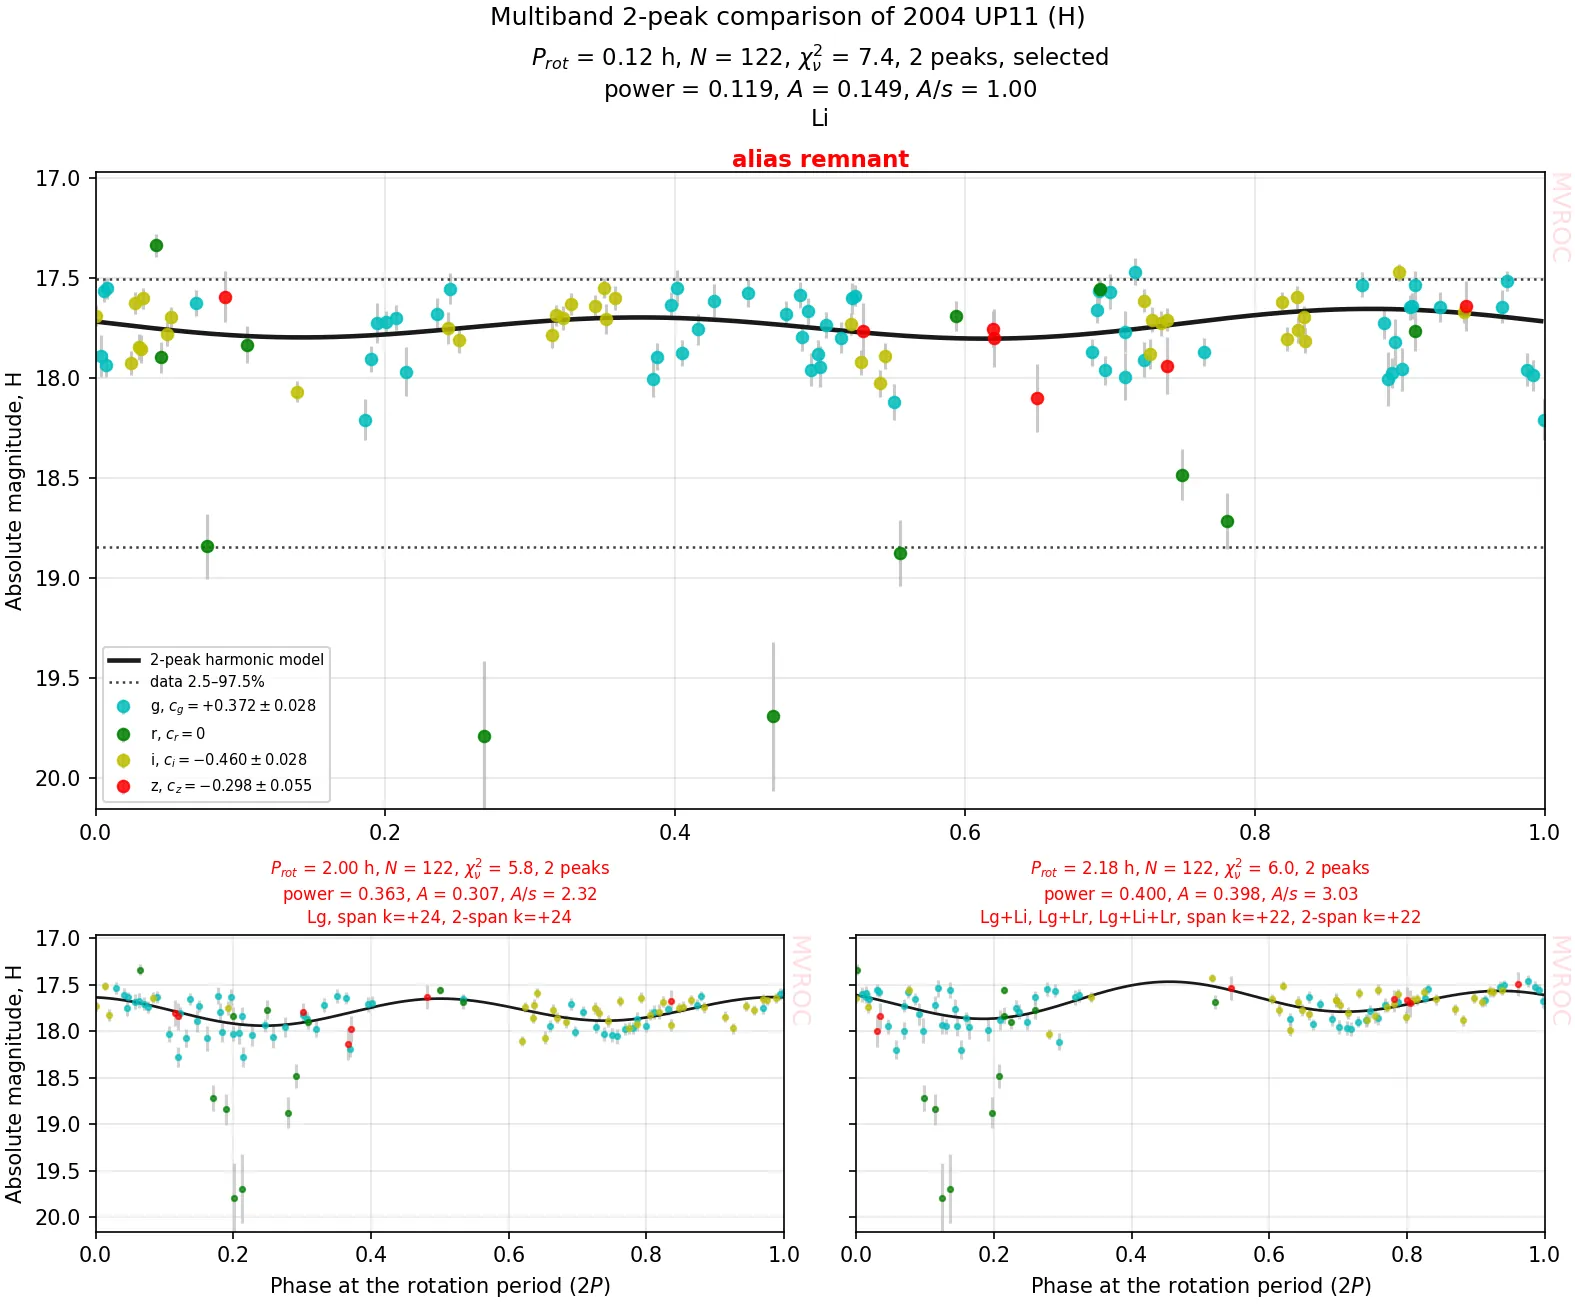 Multiband 2-peak comparison of 2004 UP11 (H)
P_rot = 0.12 h, N = 122, χ²_ν = 7.4, 2 peaks, selected
power = 0.119, A = 0.149, A/s = 1.00
Li
alias remnant
MVROC
17.0
17.5
18.0
18.5
19.0
19.5
20.0
Absolute magnitude, H
2-peak harmonic model
data 2.5–97.5%
g, c_g = +0.372 ± 0.028
r, c_r = 0
i, c_i = −0.460 ± 0.028
z, c_z = −0.298 ± 0.055
0.0 0.2 0.4 0.6 0.8 1.0
P_rot = 2.00 h, N = 122, χ²_ν = 5.8, 2 peaks
power = 0.363, A = 0.307, A/s = 2.32
Lg, span k=+24, 2-span k=+24
MVROC
17.0
17.5
18.0
18.5
19.0
19.5
20.0
Absolute magnitude, H
0.0 0.2 0.4 0.6 0.8 1.0
Phase at the rotation period (2P)
P_rot = 2.18 h, N = 122, χ²_ν = 6.0, 2 peaks
power = 0.400, A = 0.398, A/s = 3.03
Lg+Li, Lg+Lr, Lg+Li+Lr, span k=+22, 2-span k=+22
MVROC
0.0 0.2 0.4 0.6 0.8 1.0
Phase at the rotation period (2P)